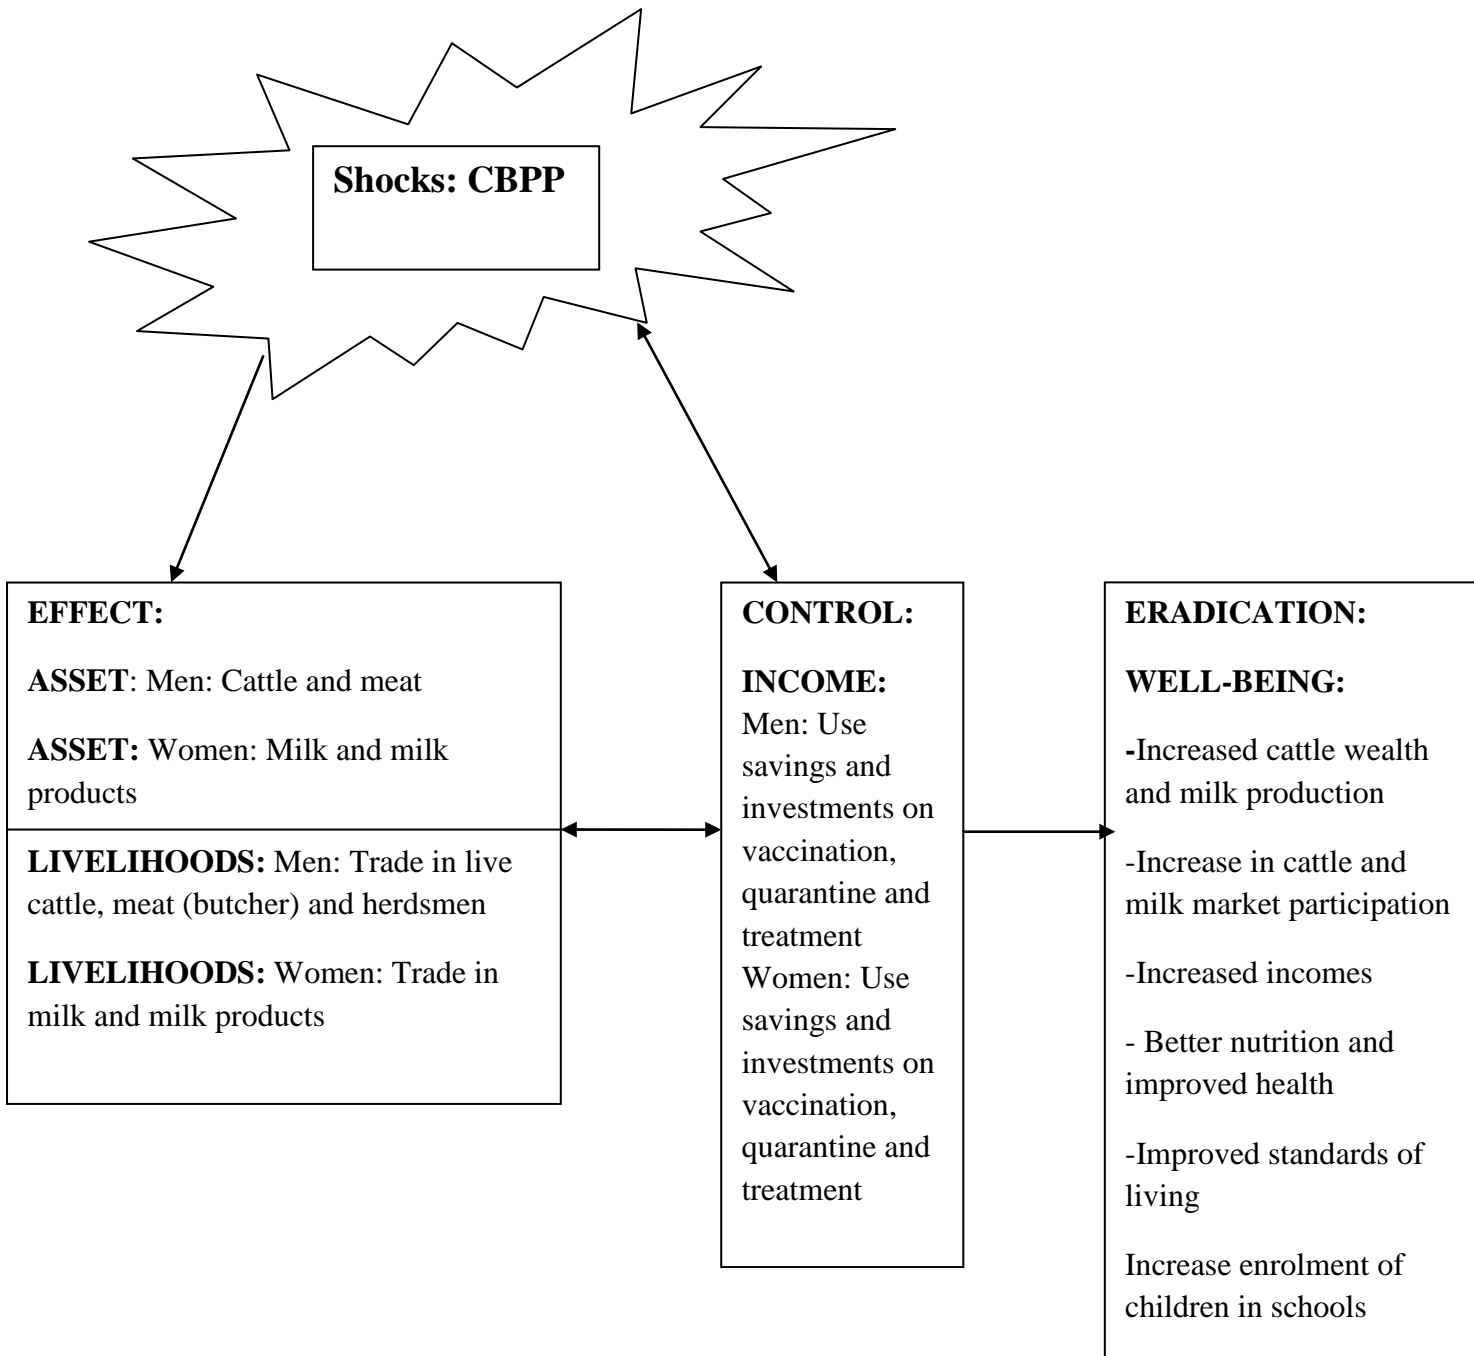 Shocks: CBPP
EFFECT:
ASSET: Men: Cattle and meat
ASSET: Women: Milk and milk
products
LIVELIHOODS: Men: Trade in live
cattle, meat (butcher) and herdsmen
LIVELIHOODS: Women: Trade in
milk and milk products
CONTROL:
INCOME:
Men: Use
savings and
investments on
vaccination,
quarantine and
treatment
Women: Use
savings and
investments on
vaccination,
quarantine and
treatment
ERADICATION:
WELL-BEING:
-Increased cattle wealth
and milk production
-Increase in cattle and
milk market participation
-Increased incomes
- Better nutrition and
improved health
-Improved standards of
living
Increase enrolment of
children in schools